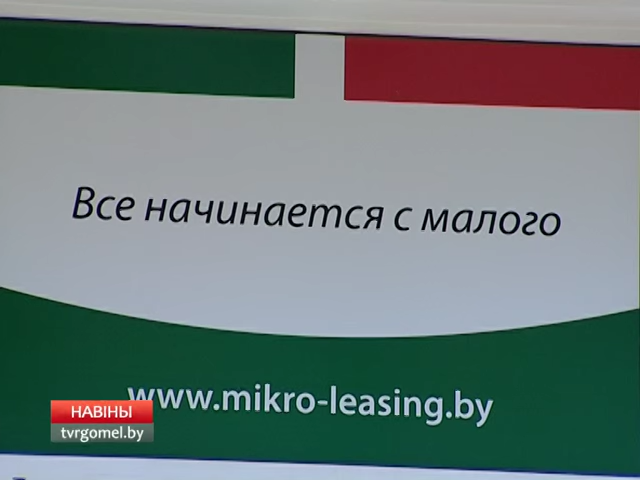 Все начинается с малого
www.mikro-leasing.by
НАВІНЫ
tvrgomel.by